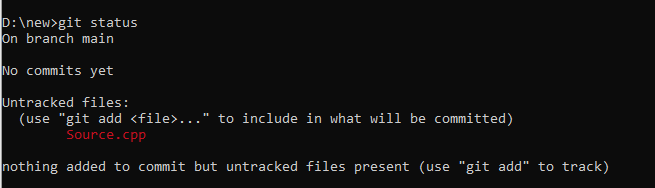 D:\new>git status
On branch main
No commits yet
Untracked files:
(use "git add <file>..." to include in what will be committed)
Source.cpp
nothing added to commit but untracked files present (use "git add" to track)